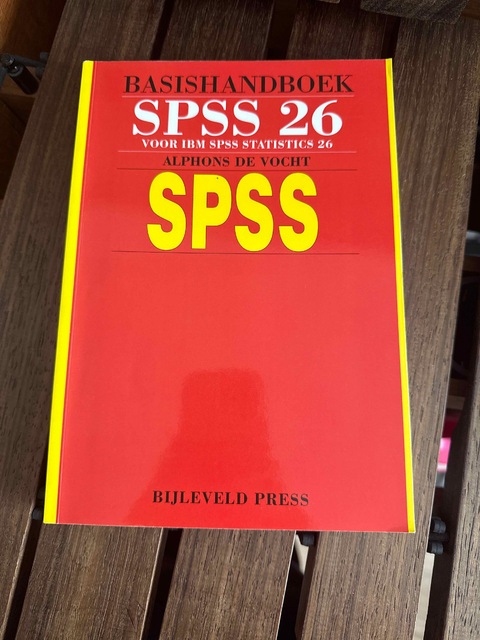 BASISHANDBOEK
SPSS 26
VOOR IBM SPSS STATISTICS 26
ALPHONS DE VOCHT
SPSS
BIJLEVELD PRESS